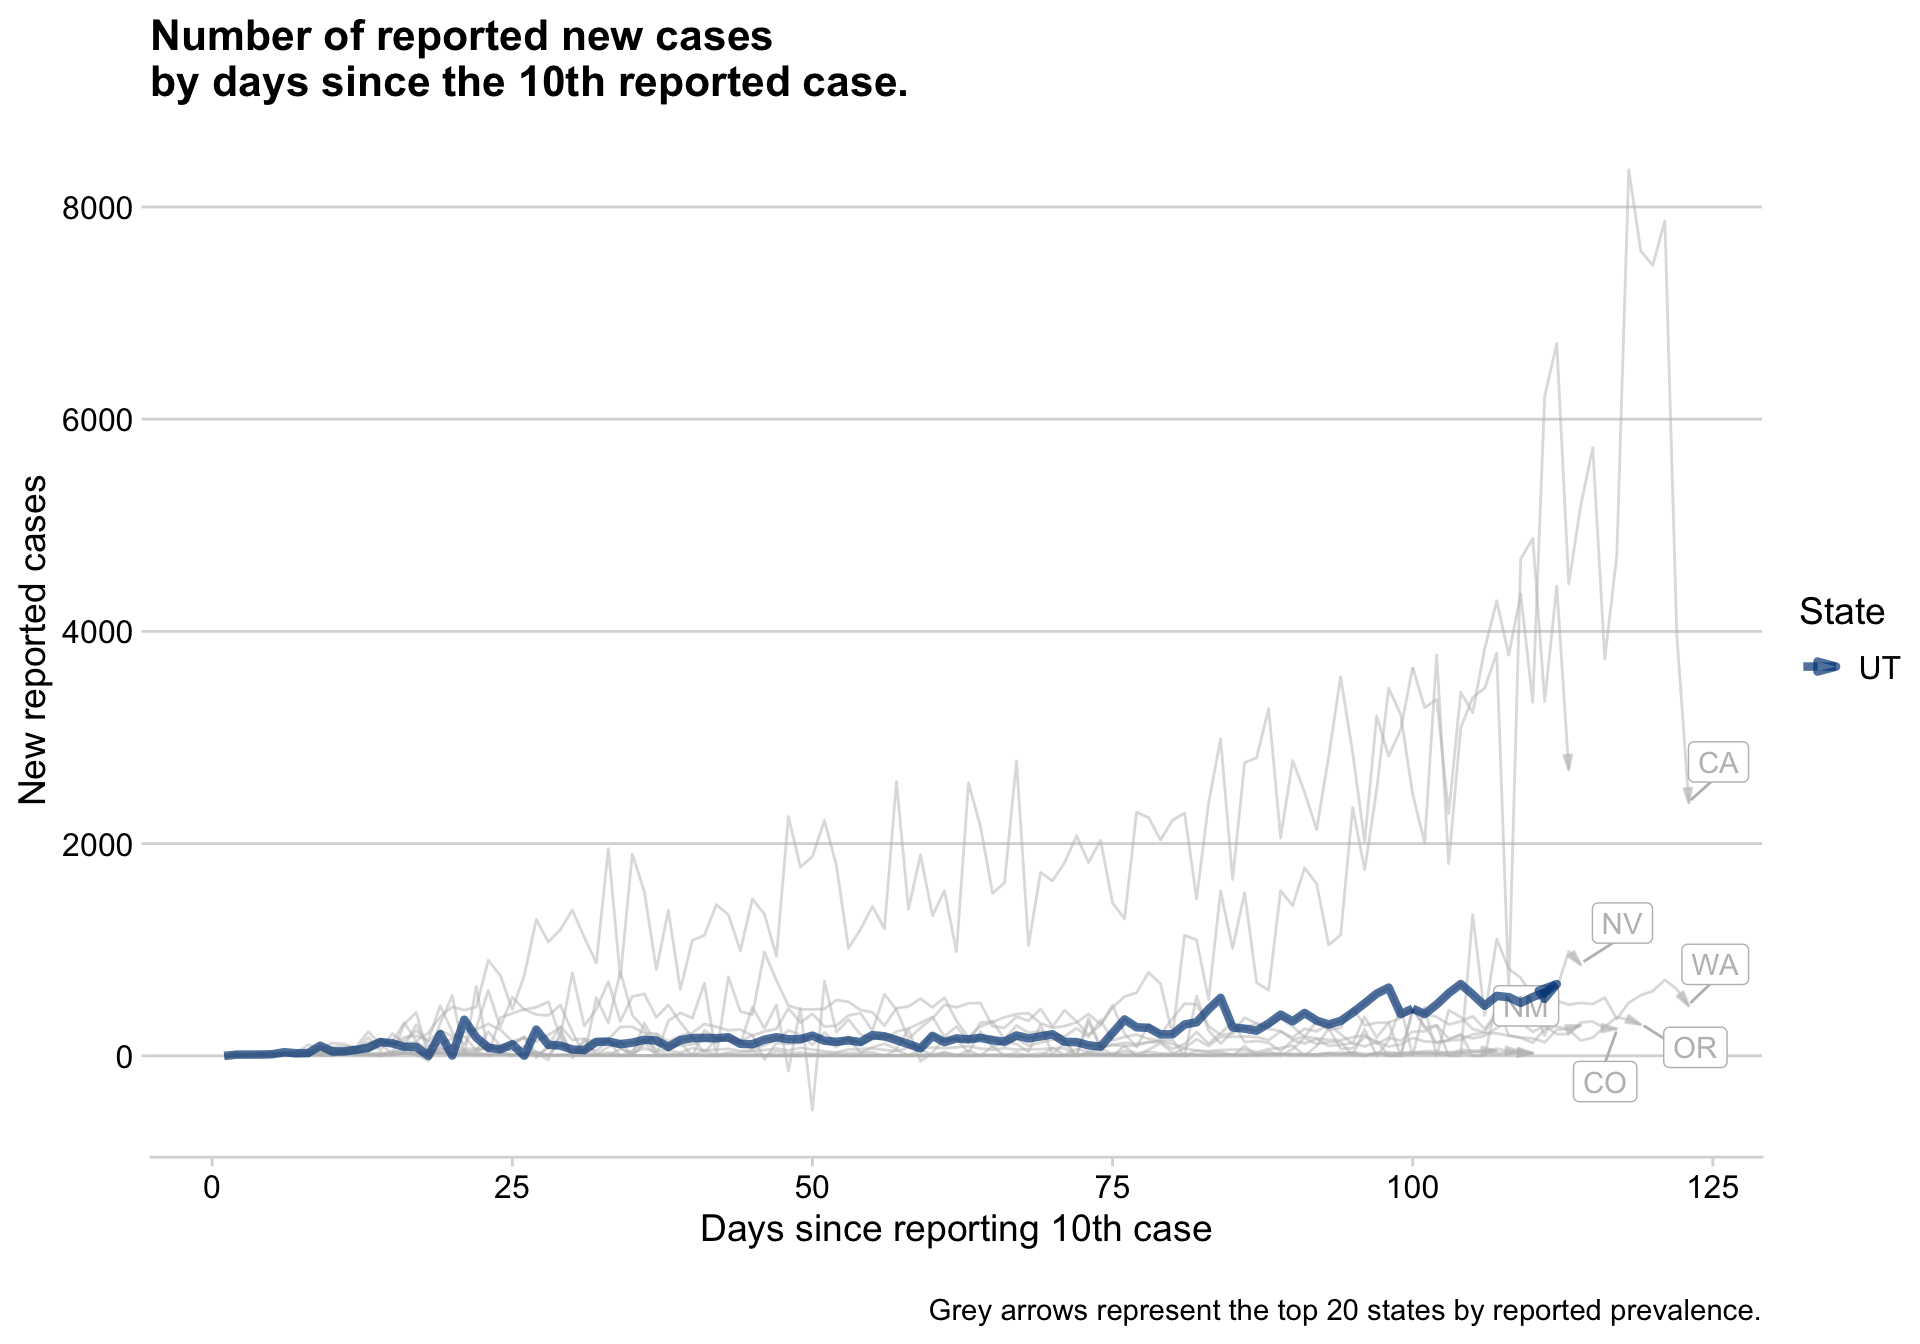 Number of reported new cases
by days since the 10th reported case.
8000
6000
4000
2000
0
New reported cases
CA
NV
WA
NM
OR
CO
State
UT
0
25
50
75
100
125
Days since reporting 10th case
Grey arrows represent the top 20 states by reported prevalence.